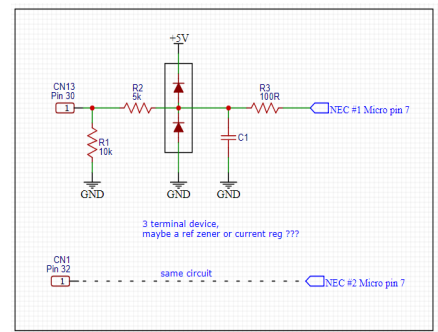 +5V
CN13
Pin 30
1
R2
5k
R3
100R
NEC #1 Micro pin 7
R1
10k
C1
GND
GND
GND
3 terminal device,
maybe a ref zener or current reg ???
CN1
Pin 32
1
same circuit
NEC #2 Micro pin 7